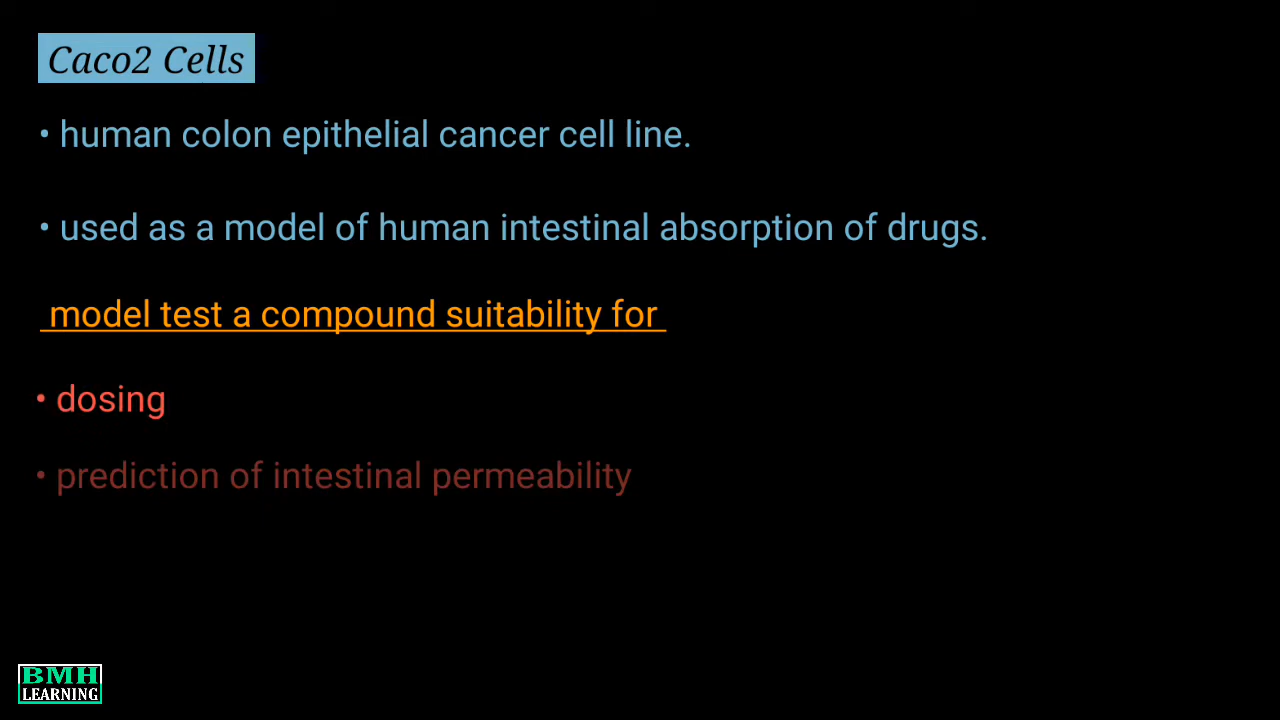 Caco2 Cells
• human colon epithelial cancer cell line.
• used as a model of human intestinal absorption of drugs.
model test a compound suitability for
• dosing
• prediction of intestinal permeability
BMH
LEARNING